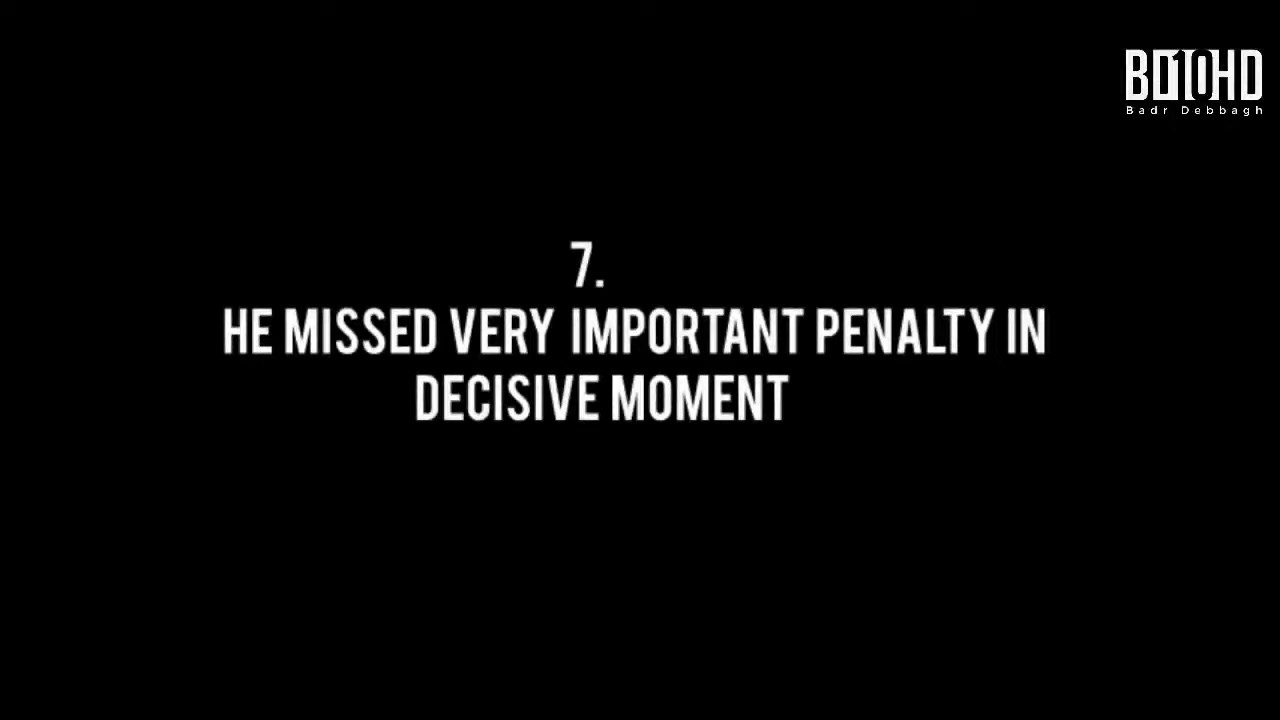 BD10HD
Badr Debbagh
7.
HE MISSED VERY IMPORTANT PENALTY IN
DECISIVE MOMENT